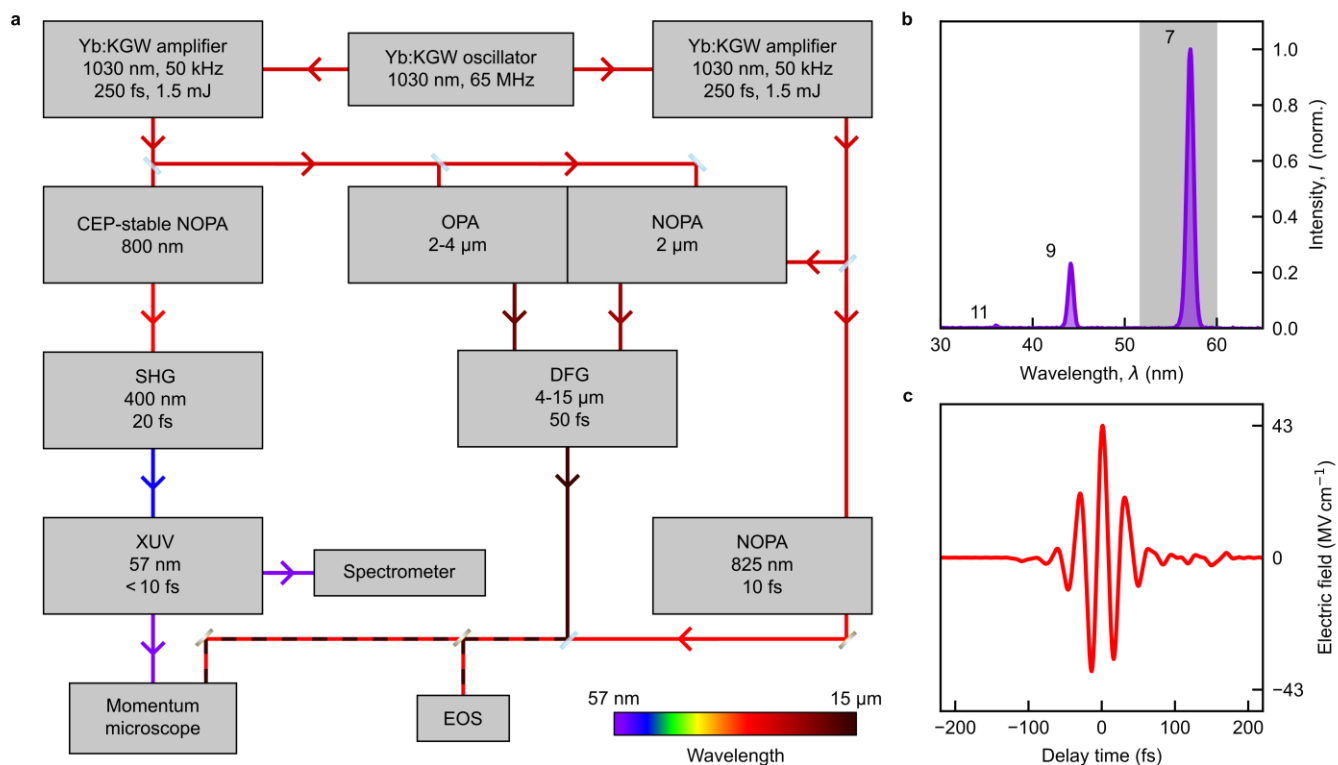 a
Yb:KGW amplifier
1030 nm, 50 kHz
250 fs, 1.5 mJ
Yb:KGW oscillator
1030 nm, 65 MHz
Yb:KGW amplifier
1030 nm, 50 kHz
250 fs, 1.5 mJ
CEP-stable NOPA
800 nm
OPA
2-4 µm
NOPA
2 µm
SHG
400 nm
20 fs
DFG
4-15 µm
50 fs
XUV
57 nm
<10 fs
Spectrometer
NOPA
825 nm
10 fs
Momentum
microscope
EOS
57 nm
15 µm
Wavelength
b
7
9
11
1.0
0.8
0.6
0.4
0.2
0.0
Intensity, I (norm.)
30
40
50
60
Wavelength, λ (nm)
c
43
0
−43
Electric field (MV cm⁻¹)
−200
−100
0
100
200
Delay time (fs)